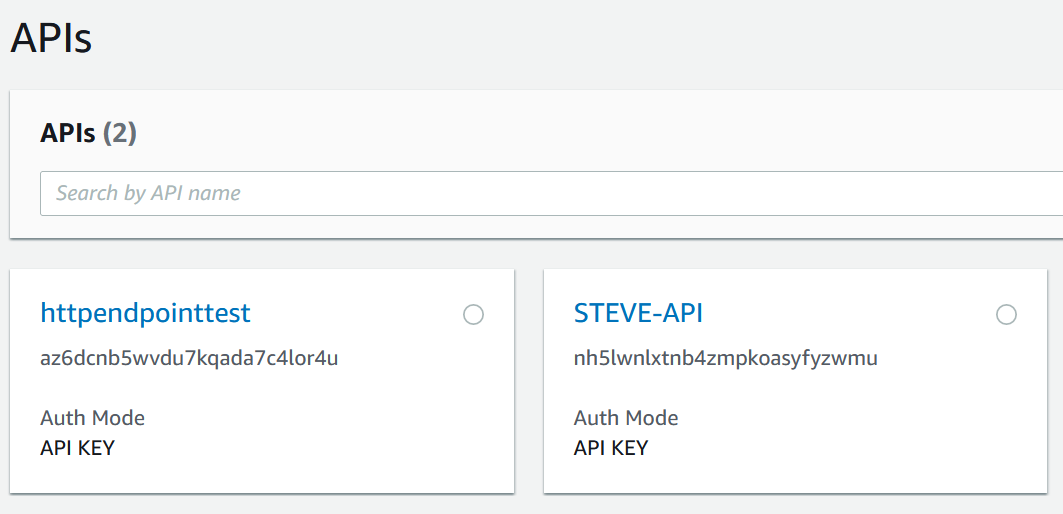 APIs
APIs (2)
Search by API name
httpendpointtest
az6dcnb5wvdu7kqada7c4lor4u
Auth Mode
API KEY
STEVE-API
nh5lwnlxtnb4zmpkoasyfyzwmu
Auth Mode
API KEY